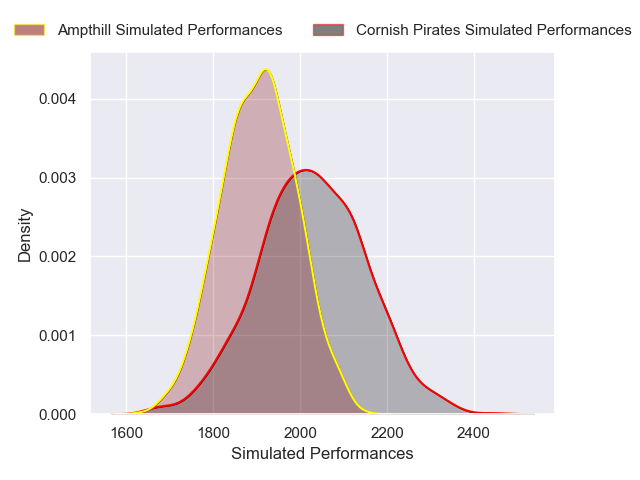 Ampthill Simulated Performances Cornish Pirates Simulated Performances
0.004
0.003
0.002
0.001
0.000
Density
1600 1800 2000 2200 2400
Simulated Performances